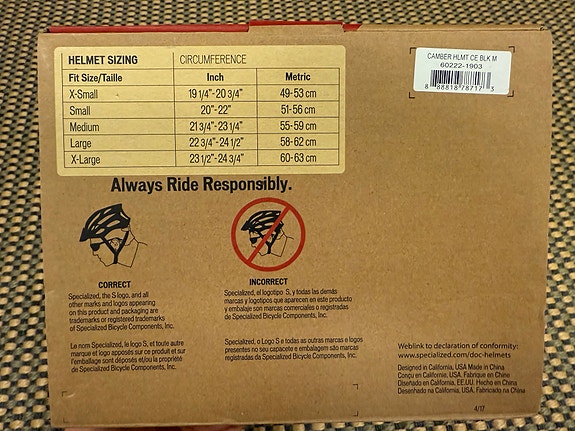 HELMET SIZING CIRCUMFERENCE
Fit Size/Taille Inch Metric
X-Small 19 1/4"-20 3/4" 49-53 cm
Small 20"-22" 51-56 cm
Medium 21 3/4"-23 1/4" 55-59 cm
Large 22 3/4"-24 1/2" 58-62 cm
X-Large 23 1/2"-24 3/4" 60-63 cm
CAMBER HLMT CE BLK M
60222-1903
8 88818 78717 3
Always Ride Responsibly.
CORRECT
Specialized, the S logo, and all
other marks and logos appearing
on this product and packaging are
trademarks or registered trademarks
of Specialized Bicycle Components, Inc.
Le nom Specialized, le logo S, et toute autre
marque et logo apposés sur ce produit et sur
l'emballage sont déposés et/ou la propriété
de Specialized Bicycle Components, Inc.
INCORRECT
Specialized, el logotipo S, y todas las demás
marcas y logotipos que aparecen en este producto
y embalaje son marcas comerciales o registradas
de Specialized Bicycle Components, Inc.
Specialized, o Logo S e todas as outras marcas e logos
presentes no seu capacete e embalagem são marcas
registradas da Specialized Bicycle Components, Inc.
Weblink to declaration of conformity:
www.specialized.com/doc-helmets
Designed in California, USA Made in China
Conçu en Californie, USA. Fabrique en Chine
Diseñado en California, EE.UU. Hecho en China
Desenhado na California, USA. Fabricado na China
4/17